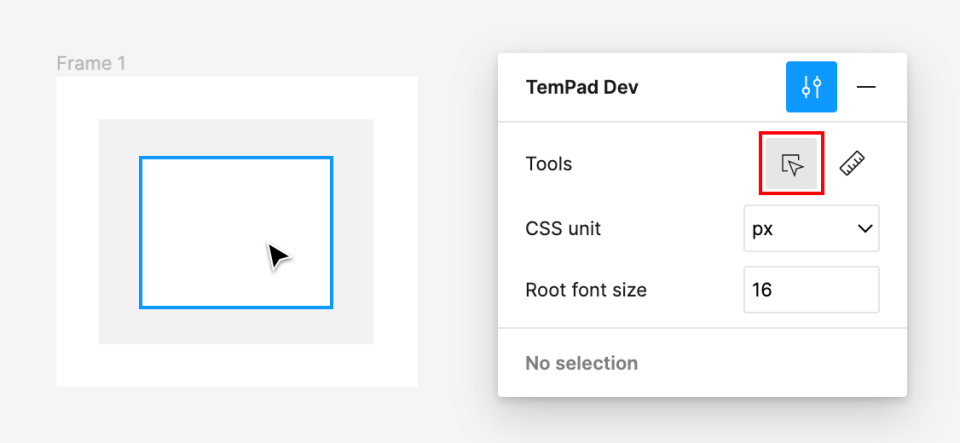 Frame 1
TemPad Dev
Tools
CSS unit
px
Root font size
16
No selection